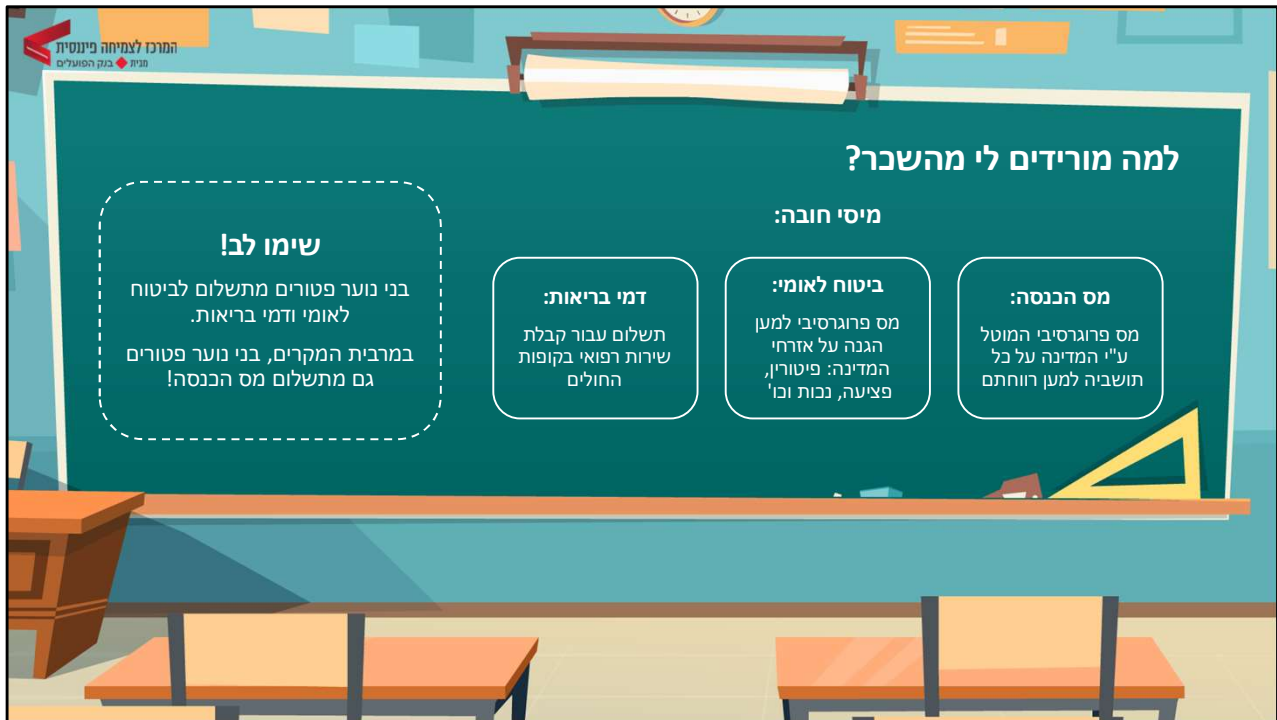 המרכז לצמיחה פיננסית
מבית בנק הפועלים
למה מורידים לי מהשכר?
מיסי חובה:
מס הכנסה:
מס פרוגרסיבי המוטל
ע"י המדינה על כל
תושביה למען רווחתם
ביטוח לאומי:
מס פרוגרסיבי למען
הגנה על אזרחי
המדינה: פיטורין,
פציעה, נכות וכו'
דמי בריאות:
תשלום עבור קבלת
שירות רפואי בקופות
החולים
שימו לב!
בני נוער פטורים מתשלום לביטוח
לאומי ודמי בריאות.
במרבית המקרים, בני נוער פטורים
גם מתשלום מס הכנסה!